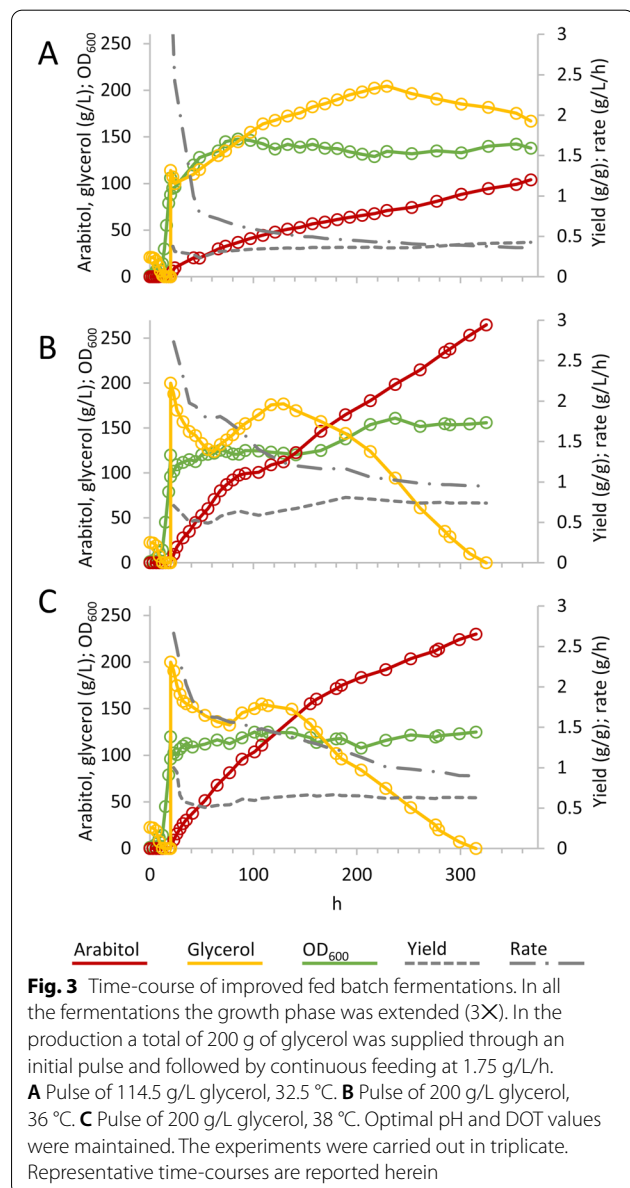 A
Arabitol, glycerol (g/L); OD600
250
200
150
100
50
0
3
2.5
2
1.5
1
0.5
0
Yield (g/g); rate (g/L/h)
B
Arabitol, glycerol (g/L); OD600
250
200
150
100
50
0
3
2.5
2
1.5
1
0.5
0
Yield (g/g); rate (g/L/h)
C
Arabitol, glycerol (g/L); OD600
250
200
150
100
50
0
3
2.5
2
1.5
1
0.5
0
Yield (g/g); rate (g/h)
0 100 200 300
h
Arabitol Glycerol OD600 Yield Rate
Fig. 3 Time-course of improved fed batch fermentations. In all
the fermentations the growth phase was extended (3×). In the
production a total of 200 g of glycerol was supplied through an
initial pulse and followed by continuous feeding at 1.75 g/L/h.
A Pulse of 114.5 g/L glycerol, 32.5 °C. B Pulse of 200 g/L glycerol,
36 °C. C Pulse of 200 g/L glycerol, 38 °C. Optimal pH and DOT values
were maintained. The experiments were carried out in triplicate.
Representative time-courses are reported herein